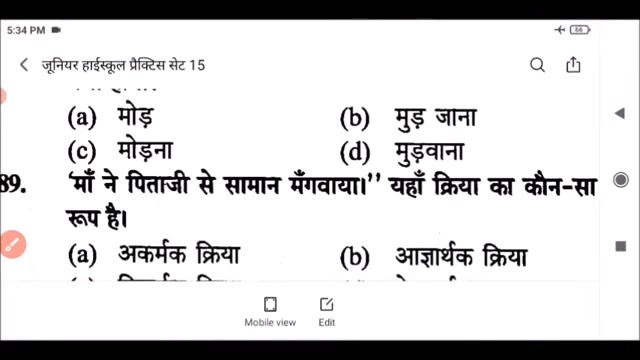 5:34 PM 66
जूनियर हाईस्कूल प्रैक्टिस सेट 15
(a) मोड़ (b) मुड़ जाना
(c) मोड़ना (d) मुड़वाना
89. 'माँ ने पिताजी से सामान मँगवाया।'' यहाँ क्रिया का कौन-सा
रूप है।
(a) अकर्मक क्रिया (b) आज्ञार्थक क्रिया
Mobile view Edit